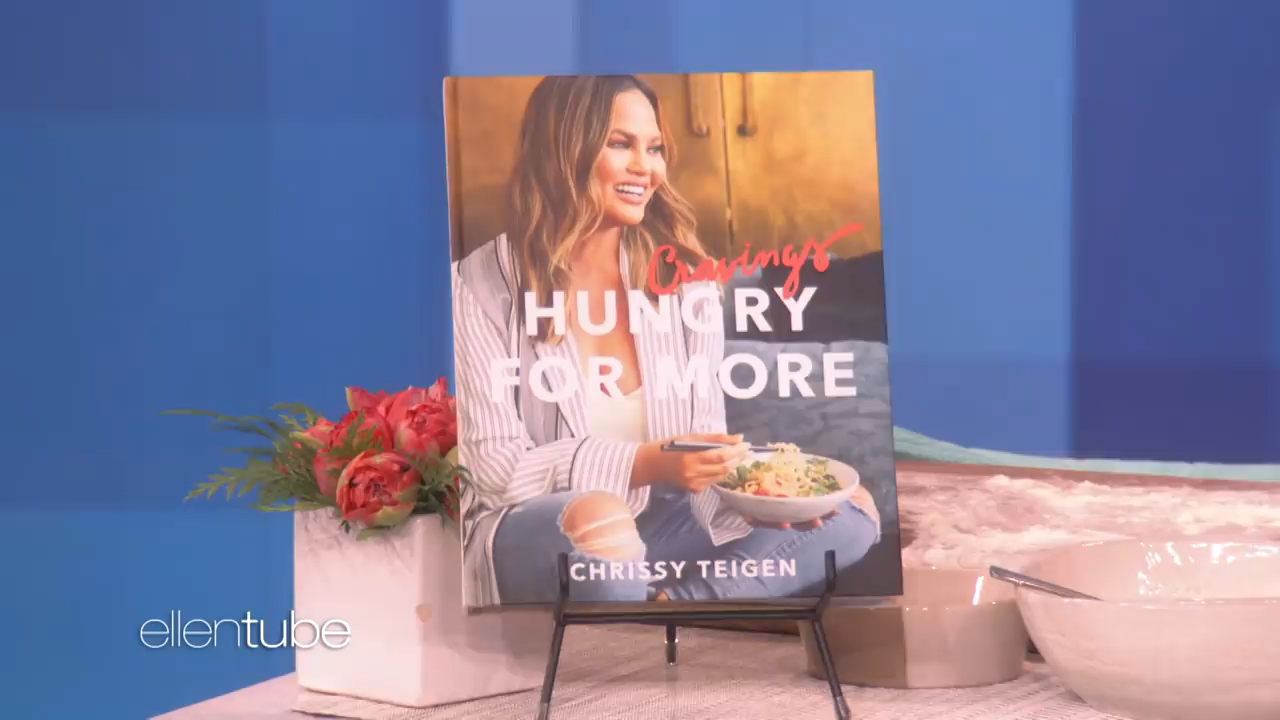 Cravings
HUNGRY
FOR MORE
CHRISSY TEIGEN
ellentube